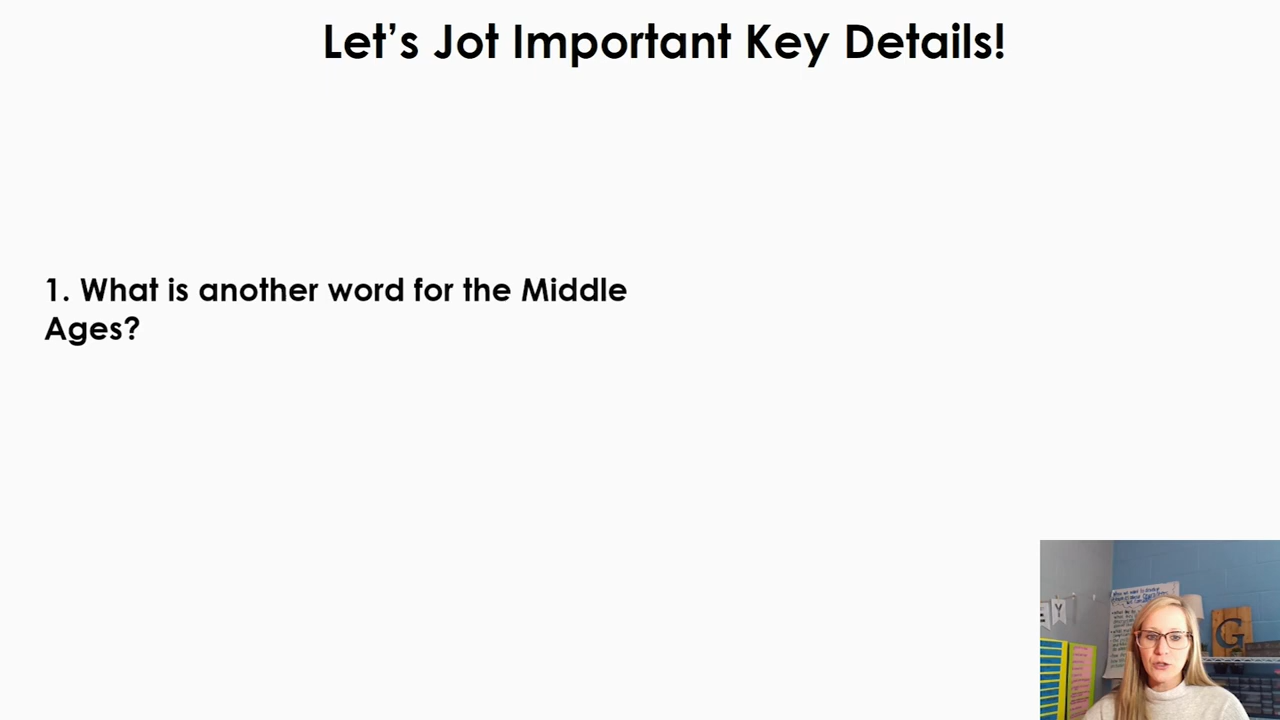 Let's Jot Important Key Details!
1. What is another word for the Middle
Ages?
G